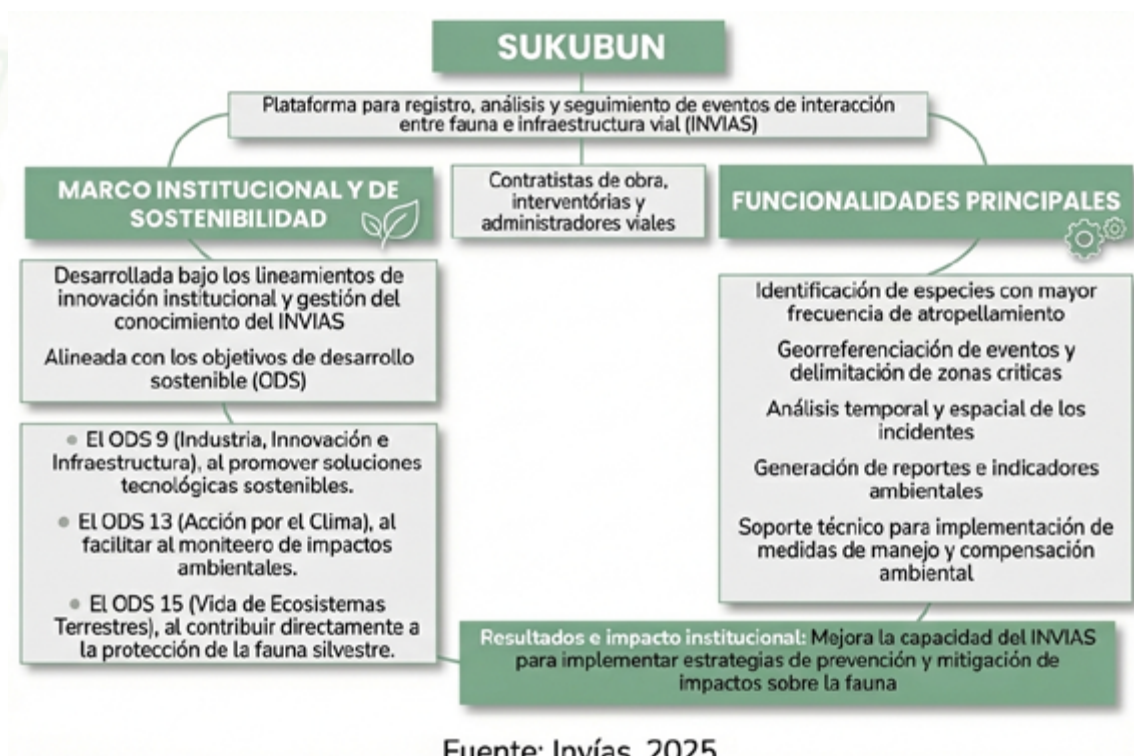 SUKUBUN
Plataforma para registro, análisis y seguimiento de eventos de interacción
entre fauna e infraestructura vial (INVIAS)
MARCO INSTITUCIONAL Y DE
SOSTENIBILIDAD
Contratistas de obra,
interventórias y
administradores viales
FUNCIONALIDADES PRINCIPALES
Desarrollada bajo los lineamientos de
innovación institucional y gestión del
conocimiento del INVIAS
Alineada con los objetivos de desarrollo
sostenible (ODS)
• El ODS 9 (Industria, Innovación e
Infraestructura), al promover soluciones
tecnológicas sostenibles.
• El ODS 13 (Acción por el Clima), al
facilitar al moniteero de impactos
ambientales.
• El ODS 15 (Vida de Ecosistemas
Terrestres), al contribuir directamente a
la protección de la fauna silvestre.
Identificación de especies con mayor
frecuencia de atropellamiento
Georreferenciación de eventos y
delimitación de zonas criticas
Análisis temporal y espacial de los
incidentes
Generación de reportes e indicadores
ambientales
Soporte técnico para implementación de
medidas de manejo y compensación
ambiental
Resultados e impacto institucional: Mejora la capacidad del INVIAS
para implementar estrategias de prevención y mitigación de
impactos sobre la fauna
Fuente: Invías, 2025